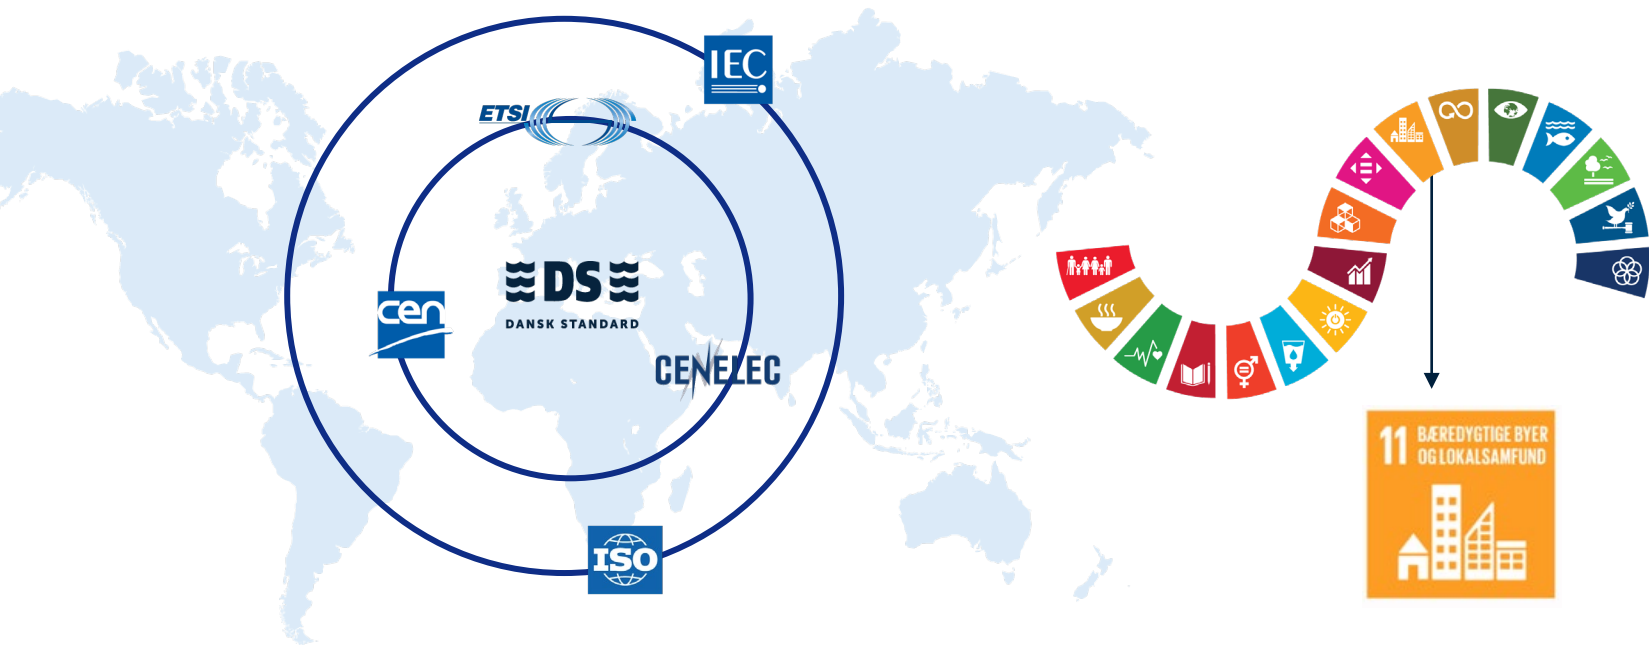 IEC
ETSI
DS
DANSK STANDARD
cen
CENELEC
ISO
11 BÆREDYGTIGE BYER
OG LOKALSAMFUND